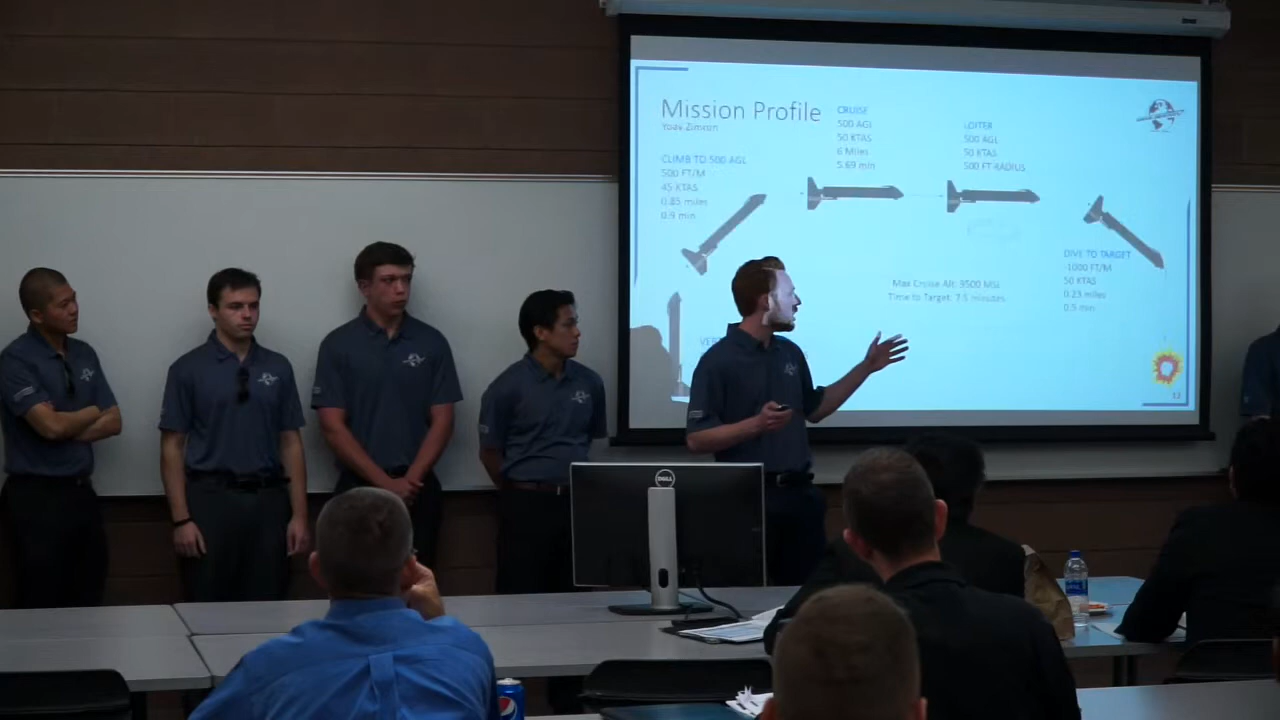 Mission Profile
Yoav Zimron
CLIMB TO 500 AGL
500 FT/M
45 KTAS
0.85 miles
0.9 min
CRUISE
500 AGL
50 KTAS
6 Miles
5.69 min
LOITER
500 AGL
50 KTAS
500 FT RADIUS
DIVE TO TARGET
-1000 FT/M
50 KTAS
0.23 miles
0.5 min
Max Cruise Alt: 9500 MSL
Time to Target: 7.5 minutes
VER
12
DELL